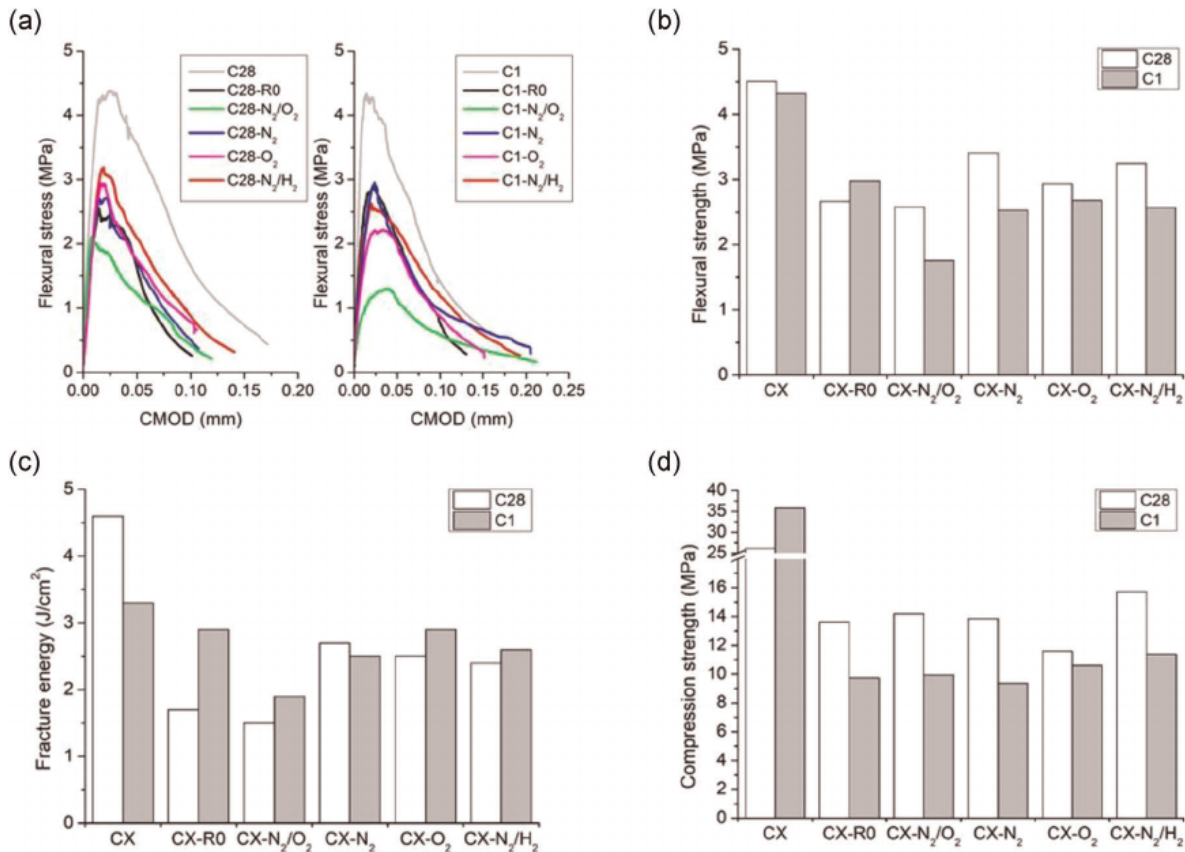 (a)
5
4
3
2
1
0
Flexural stress (MPa)
0.00 0.05 0.10 0.15 0.20
CMOD (mm)
C28
C28-R0
C28-N₂/O₂
C28-N₂
C28-O₂
C28-N₂/H₂
5
4
3
2
1
0
Flexural stress (MPa)
0.00 0.05 0.10 0.15 0.20 0.25
CMOD (mm)
C1
C1-R0
C1-N₂/O₂
C1-N₂
C1-O₂
C1-N₂/H₂
(b)
5
4
3
2
1
0
Flexural strength (MPa)
C28
C1
CX CX-R0 CX-N₂/O₂ CX-N₂ CX-O₂ CX-N₂/H₂
(c)
5
4
3
2
1
0
Fracture energy (J/cm²)
C28
C1
CX CX-R0 CX-N₂/O₂ CX-N₂ CX-O₂ CX-N₂/H₂
(d)
40
35
30
25
16
14
12
10
8
6
4
2
0
Compression strength (MPa)
C28
C1
CX CX-R0 CX-N₂/O₂ CX-N₂ CX-O₂ CX-N₂/H₂